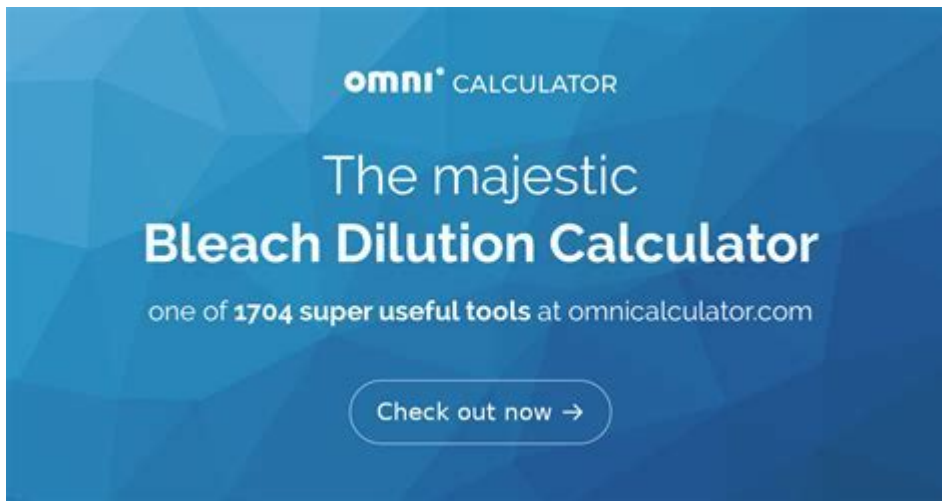 omni CALCULATOR
The majestic
Bleach Dilution Calculator
one of 1704 super useful tools at omnicalculator.com
Check out now →